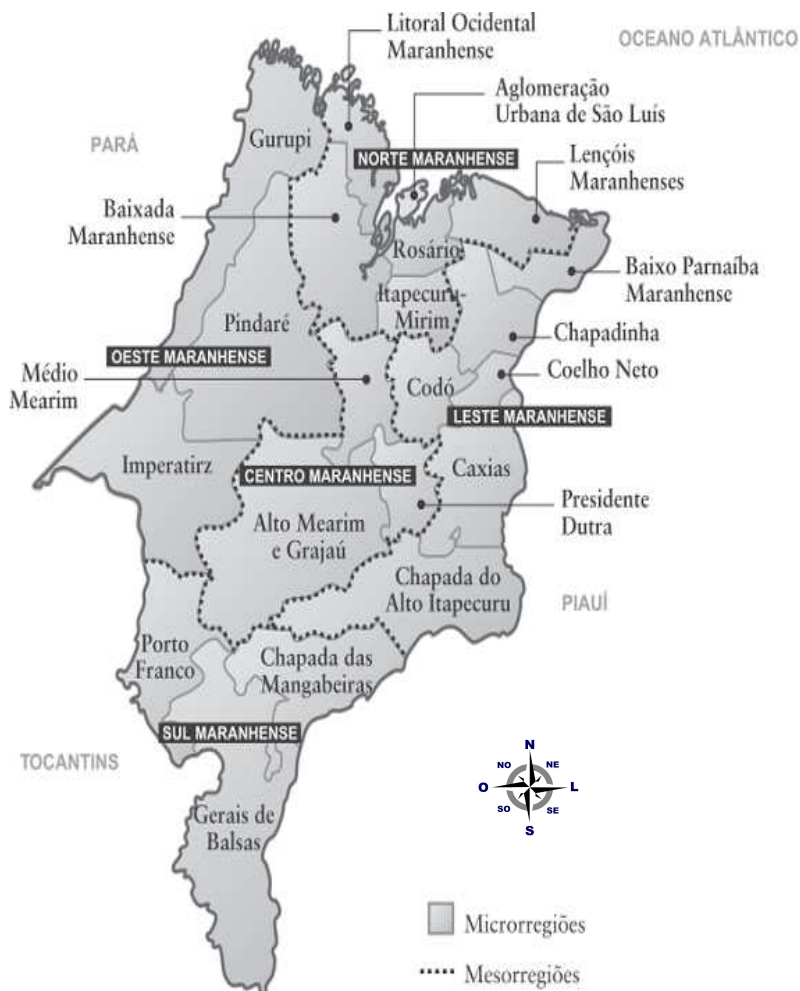 Litoral Ocidental
Maranhense
OCEANO ATLÂNTICO
Aglomeração
Urbana de São Luís
Gurupi
PARÁ
NORTE MARANHENSE
Lençóis
Maranhenses
Baixada
Maranhense
Rosário
Baixo Parnaíba
Maranhense
Itapecuru-
Mirim
Pindaré
Chapadinha
OESTE MARANHENSE
Médio
Mearim
Coelho Neto
Codó
LESTE MARANHENSE
Imperatirz
CENTRO MARANHENSE
Caxias
Presidente
Dutra
Alto Mearim
e Grajaú
Chapada do
Alto Itapecuru
PIAUÍ
Porto
Franco
Chapada das
Mangabeiras
SUL MARANHENSE
TOCANTINS
N
NO NE
O L
SO SE
S
Gerais de
Balsas
Microrregiões
Mesorregiões